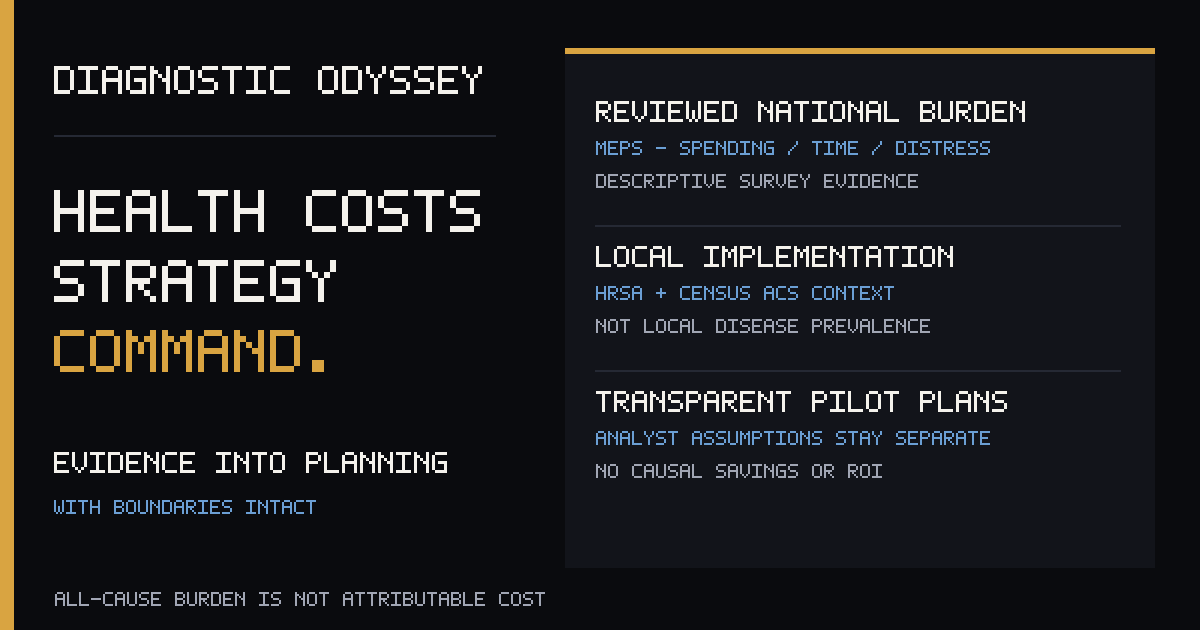 DIAGNOSTIC ODYSSEY
HEALTH COSTS
STRATEGY
COMMAND.
EVIDENCE INTO PLANNING
WITH BOUNDARIES INTACT
ALL-CAUSE BURDEN IS NOT ATTRIBUTABLE COST
REVIEWED NATIONAL BURDEN
MEPS - SPENDING / TIME / DISTRESS
DESCRIPTIVE SURVEY EVIDENCE
LOCAL IMPLEMENTATION
HRSA + CENSUS ACS CONTEXT
NOT LOCAL DISEASE PREVALENCE
TRANSPARENT PILOT PLANS
ANALYST ASSUMPTIONS STAY SEPARATE
NO CAUSAL SAVINGS OR ROI